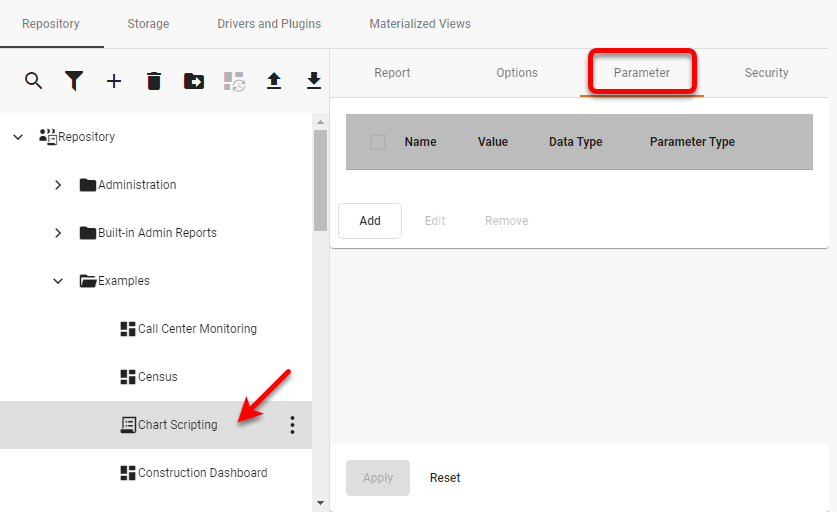 Repository Storage Drivers and Plugins Materialized Views
Report Options Parameter Security
Repository
Administration
Built-in Admin Reports
Examples
Call Center Monitoring
Census
Chart Scripting
Construction Dashboard
Name Value Data Type Parameter Type
Add Edit Remove
Apply Reset